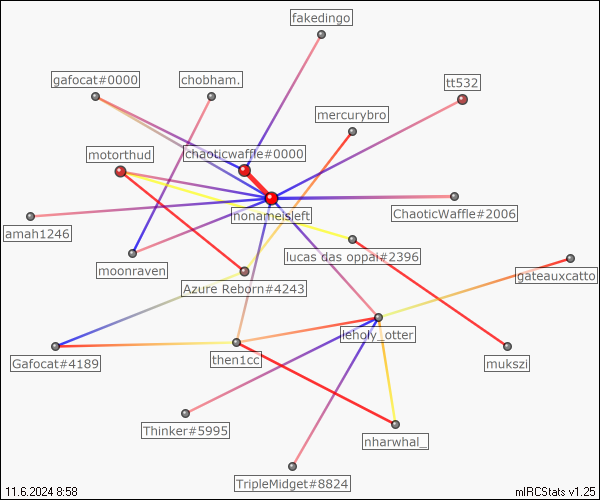 fakedingo
gafocat#0000
chobham.
tt532
mercurybro
motorthud
chaoticwaffle#0000
nonameisleft
ChaoticWaffle#2006
amah1246
lucas das oppai#2396
moonraven
gateauxcatto
Azure Reborn#4243
leholy_otter
Gafocat#4189
then1cc
mukszi
Thinker#5995
nharwhal_
TripleMidget#8824
11.6.2024 8:58
mIRCStats v1.25